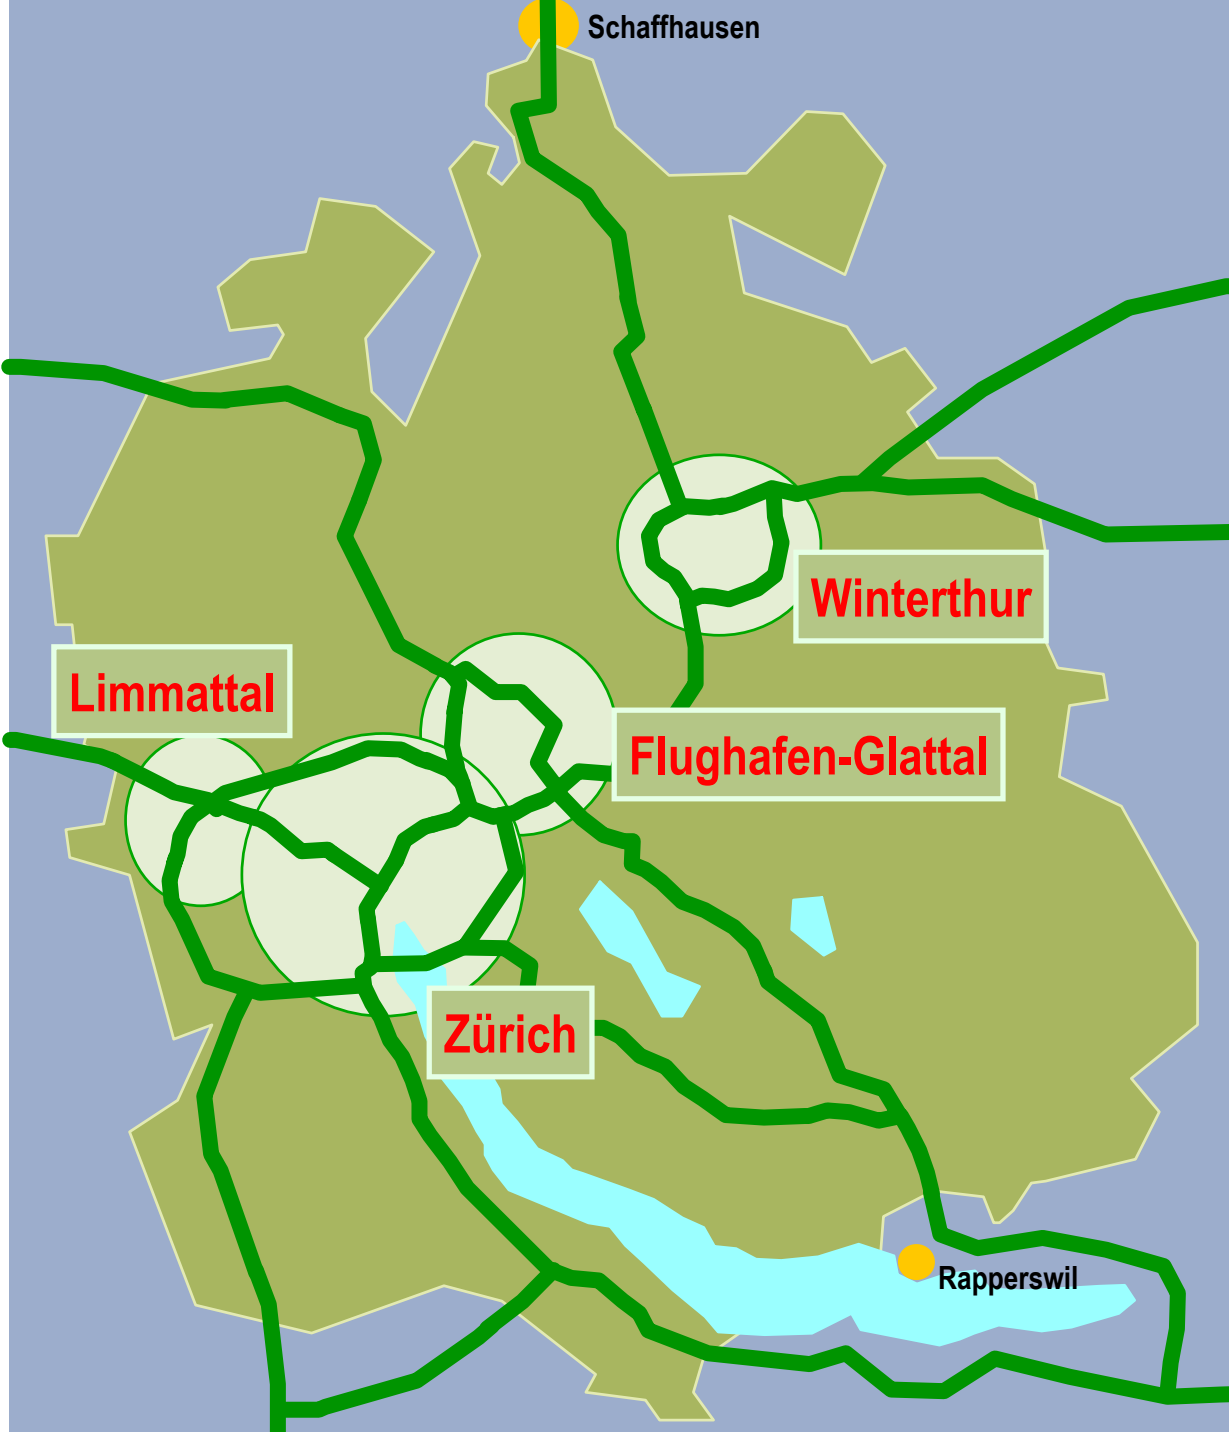 Schaffhausen
Winterthur
Limmattal
Flughafen-Glattal
Zürich
Rapperswil